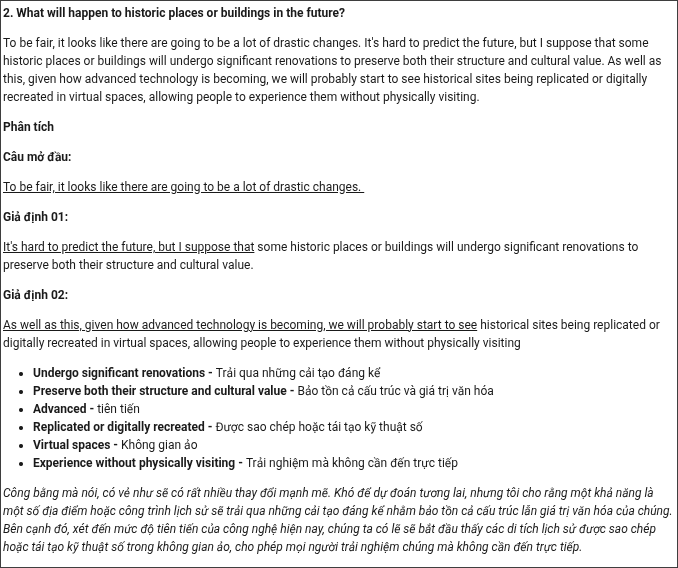 2. What will happen to historic places or buildings in the future?
To be fair, it looks like there are going to be a lot of drastic changes. It's hard to predict the future, but I suppose that some
historic places or buildings will undergo significant renovations to preserve both their structure and cultural value. As well as
this, given how advanced technology is becoming, we will probably start to see historical sites being replicated or digitally
recreated in virtual spaces, allowing people to experience them without physically visiting.
Phân tích
Câu mở đầu:
To be fair, it looks like there are going to be a lot of drastic changes.
Giả định 01:
It's hard to predict the future, but I suppose that some historic places or buildings will undergo significant renovations to
preserve both their structure and cultural value.
Giả định 02:
As well as this, given how advanced technology is becoming, we will probably start to see historical sites being replicated or
digitally recreated in virtual spaces, allowing people to experience them without physically visiting
• Undergo significant renovations - Trải qua những cải tạo đáng kể
• Preserve both their structure and cultural value - Bảo tồn cả cấu trúc và giá trị văn hóa
• Advanced - tiên tiến
• Replicated or digitally recreated - Được sao chép hoặc tái tạo kỹ thuật số
• Virtual spaces - Không gian ảo
• Experience without physically visiting - Trải nghiệm mà không cần đến trực tiếp
Công bằng mà nói, có vẻ như sẽ có rất nhiều thay đổi mạnh mẽ. Khó để dự đoán tương lai, nhưng tôi cho rằng một khả năng là
một số địa điểm hoặc công trình lịch sử sẽ trải qua những cải tạo đáng kể nhằm bảo tồn cả cấu trúc lẫn giá trị văn hóa của chúng.
Bên cạnh đó, xét đến mức độ tiên tiến của công nghệ hiện nay, chúng ta có lẽ sẽ bắt đầu thấy các di tích lịch sử được sao chép
hoặc tái tạo kỹ thuật số trong không gian ảo, cho phép mọi người trải nghiệm chúng mà không cần đến trực tiếp.